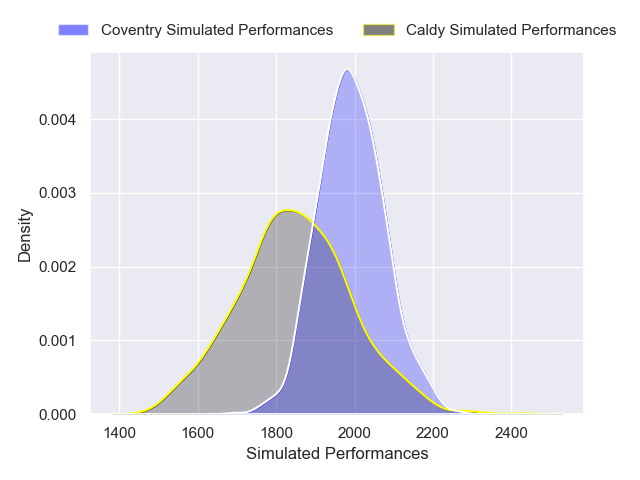 Coventry Simulated Performances
Caldy Simulated Performances
Density
0.004
0.003
0.002
0.001
0.000
1400 1600 1800 2000 2200 2400
Simulated Performances